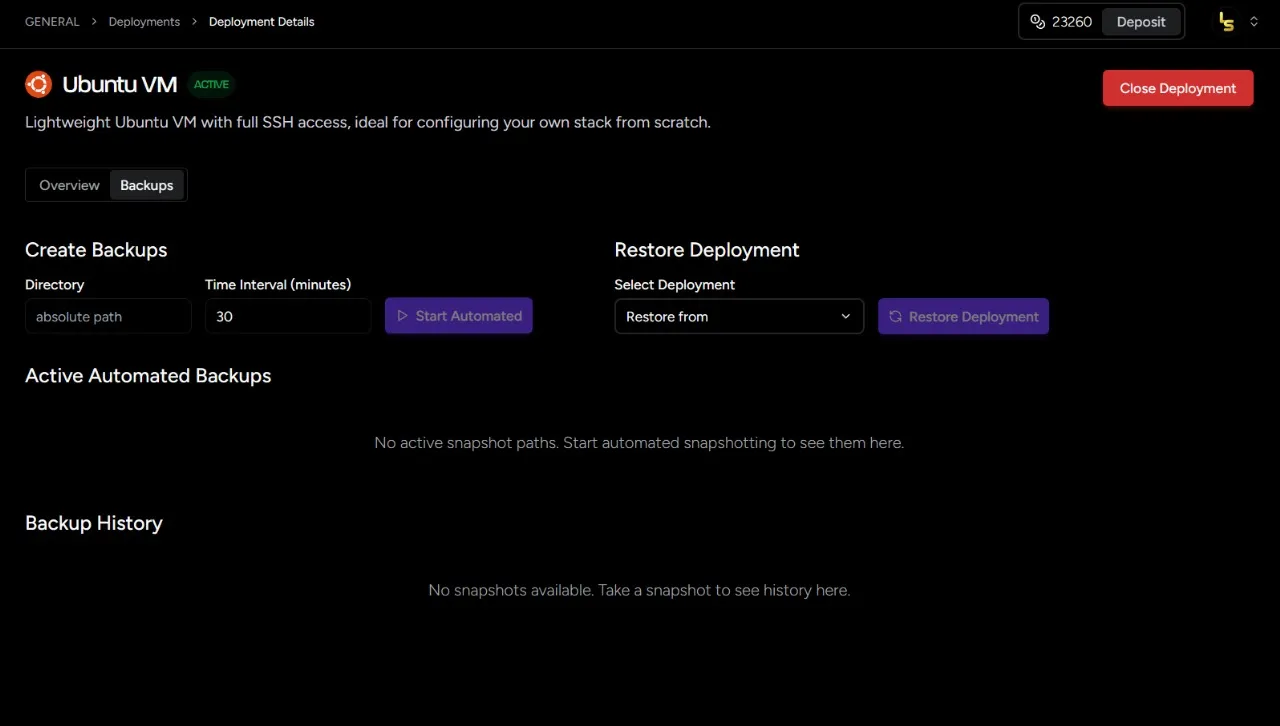 GENERAL > Deployments > Deployment Details
23260 Deposit
LS
Ubuntu VM ACTIVE
Close Deployment
Lightweight Ubuntu VM with full SSH access, ideal for configuring your own stack from scratch.
Overview Backups
Create Backups
Directory Time Interval (minutes)
absolute path 30 Start Automated
Restore Deployment
Select Deployment
Restore from Restore Deployment
Active Automated Backups
No active snapshot paths. Start automated snapshotting to see them here.
Backup History
No snapshots available. Take a snapshot to see history here.